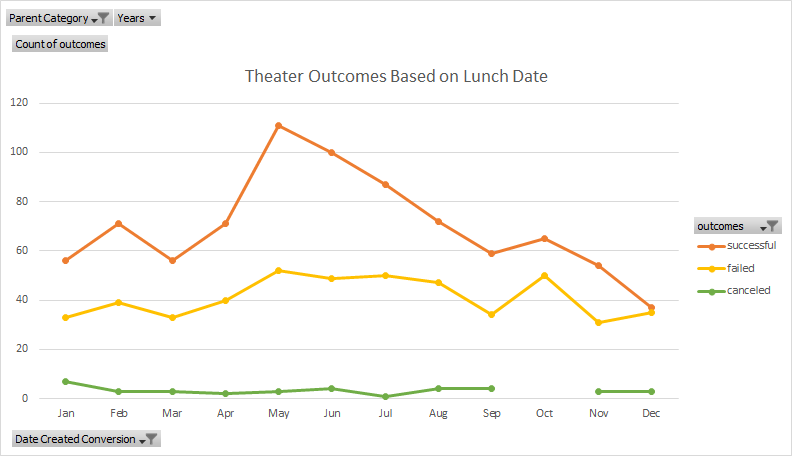 Parent Category Years
Count of outcomes
Theater Outcomes Based on Lunch Date
120
100
80
60
40
20
0
Jan Feb Mar Apr May Jun Jul Aug Sep Oct Nov Dec
outcomes
successful
failed
canceled
Date Created Conversion